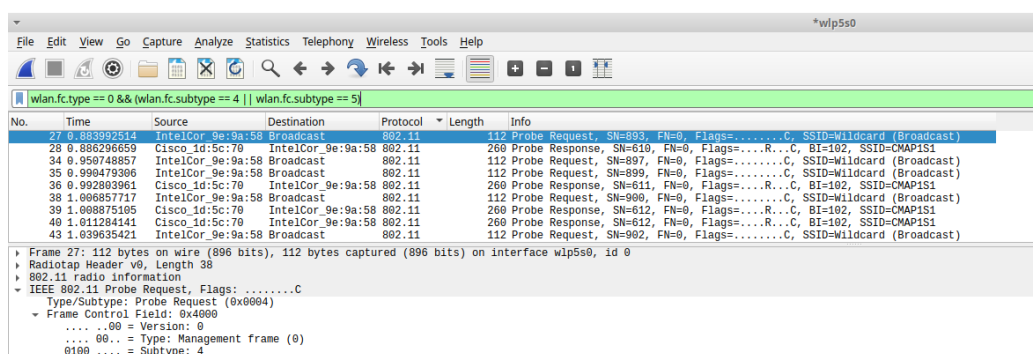 *wlp5s0
File Edit View Go Capture Analyze Statistics Telephony Wireless Tools Help
wlan.fc.type == 0 && (wlan.fc.subtype == 4 || wlan.fc.subtype == 5)
No. Time Source Destination Protocol Length Info
27 0.883992514 IntelCor_9e:9a:58 Broadcast 802.11 112 Probe Request, SN=893, FN=0, Flags=........C, SSID=Wildcard (Broadcast)
28 0.886296659 Cisco_1d:5c:70 IntelCor_9e:9a:58 802.11 260 Probe Response, SN=610, FN=0, Flags=....R...C, BI=102, SSID=CMAP1S1
34 0.950748857 IntelCor_9e:9a:58 Broadcast 802.11 112 Probe Request, SN=897, FN=0, Flags=........C, SSID=Wildcard (Broadcast)
35 0.990479306 IntelCor_9e:9a:58 Broadcast 802.11 112 Probe Request, SN=899, FN=0, Flags=........C, SSID=Wildcard (Broadcast)
36 0.992803961 Cisco_1d:5c:70 IntelCor_9e:9a:58 802.11 260 Probe Response, SN=611, FN=0, Flags=....R...C, BI=102, SSID=CMAP1S1
38 1.006857717 IntelCor_9e:9a:58 Broadcast 802.11 112 Probe Request, SN=900, FN=0, Flags=........C, SSID=Wildcard (Broadcast)
39 1.008875105 Cisco_1d:5c:70 IntelCor_9e:9a:58 802.11 260 Probe Response, SN=612, FN=0, Flags=....R...C, BI=102, SSID=CMAP1S1
40 1.011284141 Cisco_1d:5c:70 IntelCor_9e:9a:58 802.11 260 Probe Response, SN=612, FN=0, Flags=....R...C, BI=102, SSID=CMAP1S1
43 1.039635421 IntelCor_9e:9a:58 Broadcast 802.11 112 Probe Request, SN=902, FN=0, Flags=........C, SSID=Wildcard (Broadcast)
Frame 27: 112 bytes on wire (896 bits), 112 bytes captured (896 bits) on interface wlp5s0, id 0
Radiotap Header v0, Length 38
802.11 radio information
IEEE 802.11 Probe Request, Flags: ........C
Type/Subtype: Probe Request (0x0004)
Frame Control Field: 0x4000
.... ..00 = Version: 0
.... 00.. = Type: Management frame (0)
0100 .... = Subtype: 4